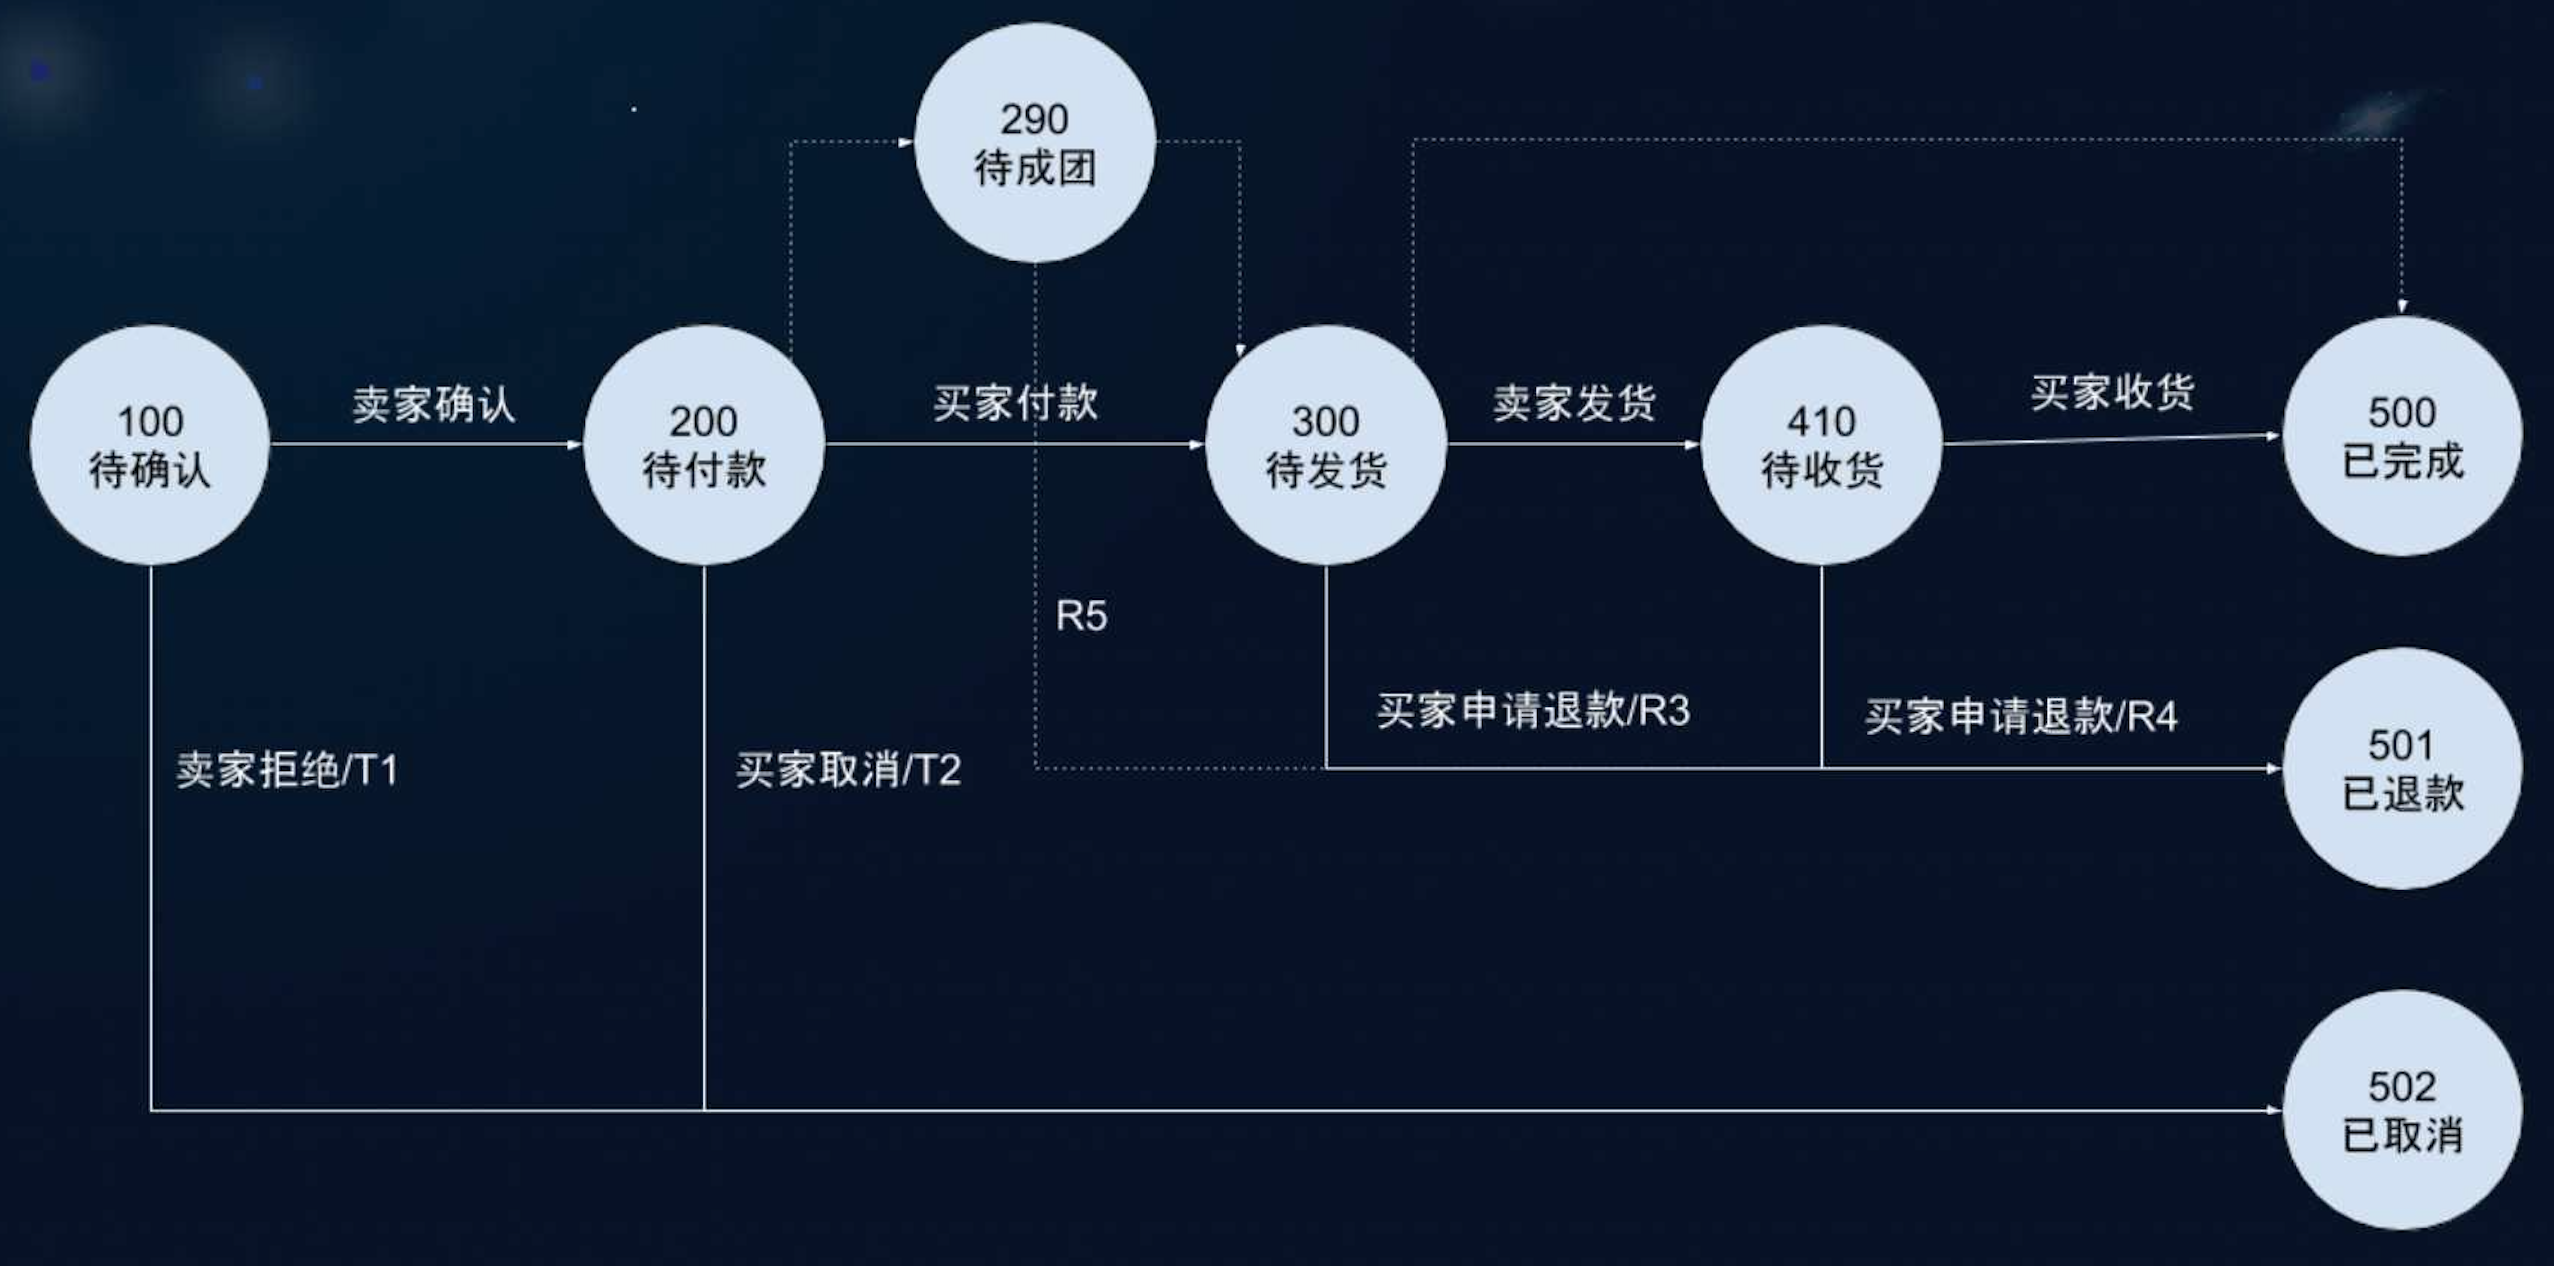 290
待成团
100
待确认
卖家确认
200
待付款
买家付款
300
待发货
卖家发货
410
待收货
买家收货
500
已完成
R5
卖家拒绝/T1
买家取消/T2
买家申请退款/R3
买家申请退款/R4
501
已退款
502
已取消